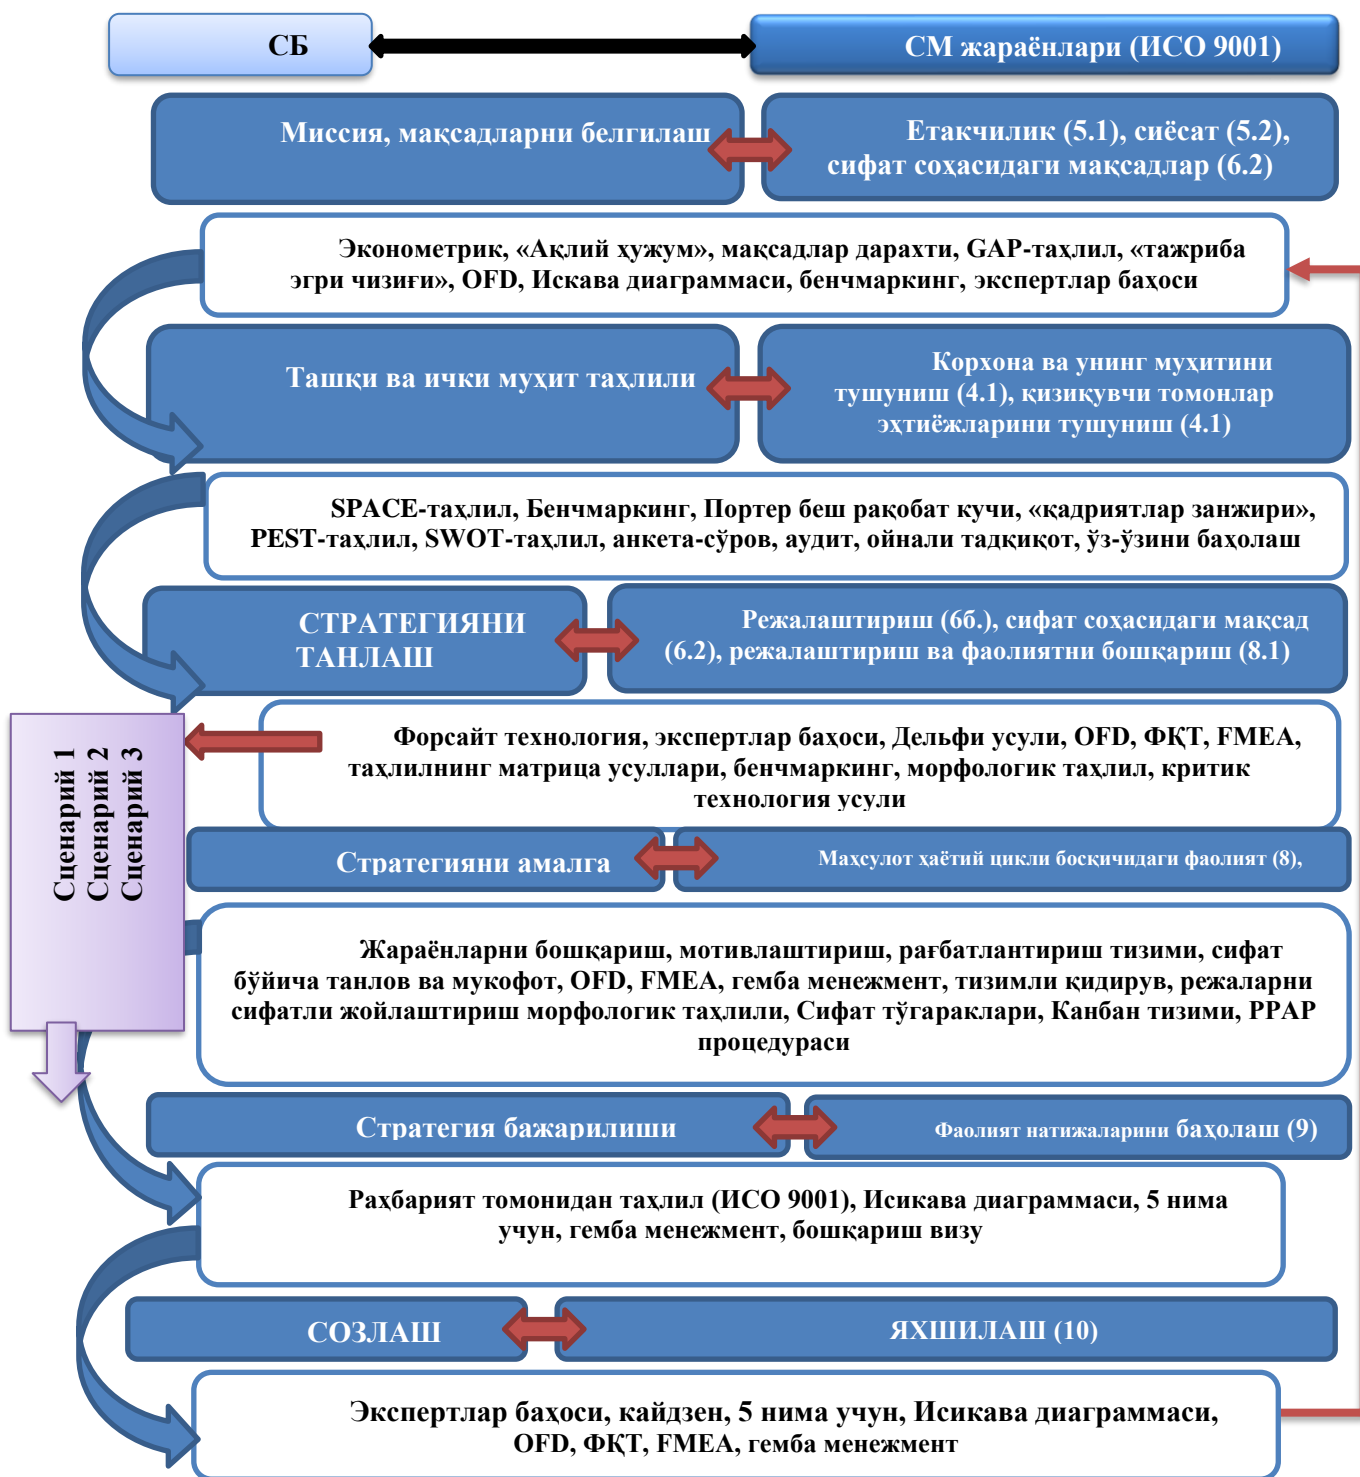 СБ
СМ жараёнлари (ИСО 9001)
Миссия, мақсадларни белгилаш
Етакчилик (5.1), сиёсат (5.2),
сифат соҳасидаги мақсадлар (6.2)
Эконометрик, «Ақлий ҳужум», мақсадлар дарахти, GAP-таҳлил, «тажриба
эгри чизиғи», OFD, Искава диаграммаси, бенчмаркинг, экспертлар баҳоси
Ташқи ва ички муҳит таҳлили
Корхона ва унинг муҳитини
тушуниш (4.1), қизиқувчи томонлар
эҳтиёжларини тушуниш (4.1)
SPACE-таҳлил, Бенчмаркинг, Портер беш рақобат кучи, «қадриятлар занжири»,
PEST-таҳлил, SWOT-таҳлил, анкета-сўров, аудит, ойнали тадқиқот, ўз-ўзини баҳолаш
СТРАТЕГИЯНИ
ТАНЛАШ
Режалаштириш (6б.), сифат соҳасидаги мақсад
(6.2), режалаштириш ва фаолиятни бошқариш (8.1)
Сценарий 1
Сценарий 2
Сценарий 3
Форсайт технология, экспертлар баҳоси, Дельфи усули, OFD, ФҚТ, FMEA,
таҳлилнинг матрица усуллари, бенчмаркинг, морфологик таҳлил, критик
технология усули
Стратегияни амалга
Маҳсулот ҳаётий цикли босқичидаги фаолият (8),
Жараёнларни бошқариш, мотивлаштириш, рағбатлантириш тизими, сифат
бўйича танлов ва мукофот, OFD, FMEA, гемба менежмент, тизимли қидирув, режаларни
сифатли жойлаштириш морфологик таҳлили, Сифат тўгараклари, Канбан тизими, PPAP
процедураси
Стратегия бажарилиши
Фаолият натижаларини баҳолаш (9)
Раҳбарият томонидан таҳлил (ИСО 9001), Исикава диаграммаси, 5 нима
учун, гемба менежмент, бошқариш визу
СОЗЛАШ
ЯХШИЛАШ (10)
Экспертлар баҳоси, кайдзен, 5 нима учун, Исикава диаграммаси,
OFD, ФҚТ, FMEA, гемба менежмент